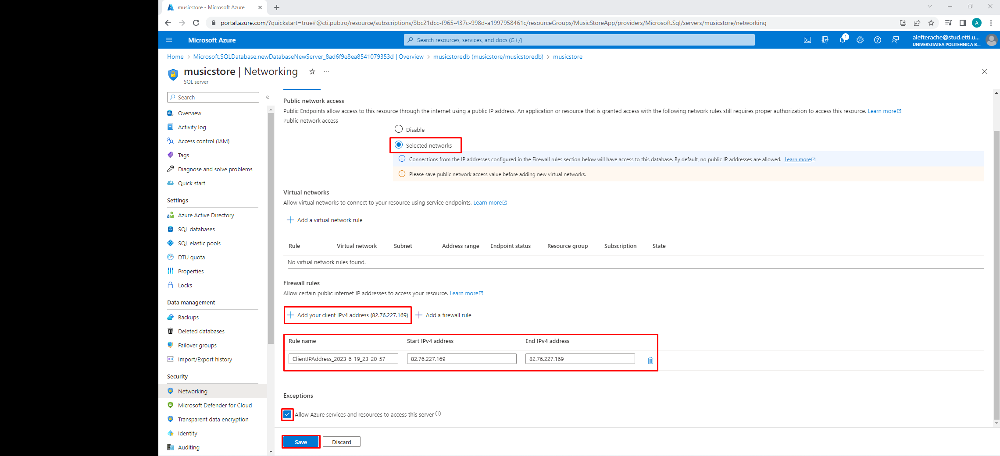 musicstore - Microsoft Azure
portal.azure.com/?quickstart=true#@cti.pub.ro/resource/subscriptions/3bc21dcc-f965-437c-998d-a1997958461c/resourceGroups/MusicStoreApp/providers/Microsoft.Sql/servers/musicstore/networking
A
Microsoft Azure
Search resources, services, and docs (G+/)
1
alefterache@stud.etti.u...
UNIVERSITATEA POLITEHNICA B...
Home > Microsoft.SQLDatabase.newDatabaseNewServer_8ad6f9e8ea8541079353d | Overview > musicstoredb (musicstore/musicstoredb) > musicstore
musicstore | Networking
SQL server
Search
Overview
Activity log
Access control (IAM)
Tags
Diagnose and solve problems
Quick start
Settings
Azure Active Directory
SQL databases
SQL elastic pools
DTU quota
Properties
Locks
Data management
Backups
Deleted databases
Failover groups
Import/Export history
Security
Networking
Microsoft Defender for Cloud
Transparent data encryption
Identity
Auditing
Public network access
Public Endpoints allow access to this resource through the internet using a public IP address. An application or resource that is granted access with the following network rules still requires proper authorization to access this resource. Learn more
Public network access
Disable
Selected networks
Connections from the IP addresses configured in the Firewall rules section below will have access to this database. By default, no public IP addresses are allowed. Learn more
Please save public network access value before adding new virtual networks.
Virtual networks
Allow virtual networks to connect to your resource using service endpoints. Learn more
+ Add a virtual network rule
Rule Virtual network Subnet Address range Endpoint status Resource group Subscription State
No virtual network rules found.
Firewall rules
Allow certain public internet IP addresses to access your resource. Learn more
+ Add your client IPv4 address (82.76.227.169) + Add a firewall rule
Rule name Start IPv4 address End IPv4 address
ClientIPAddress_2023-6-19_23-20-57 82.76.227.169 82.76.227.169
Exceptions
Allow Azure services and resources to access this server
Save Discard